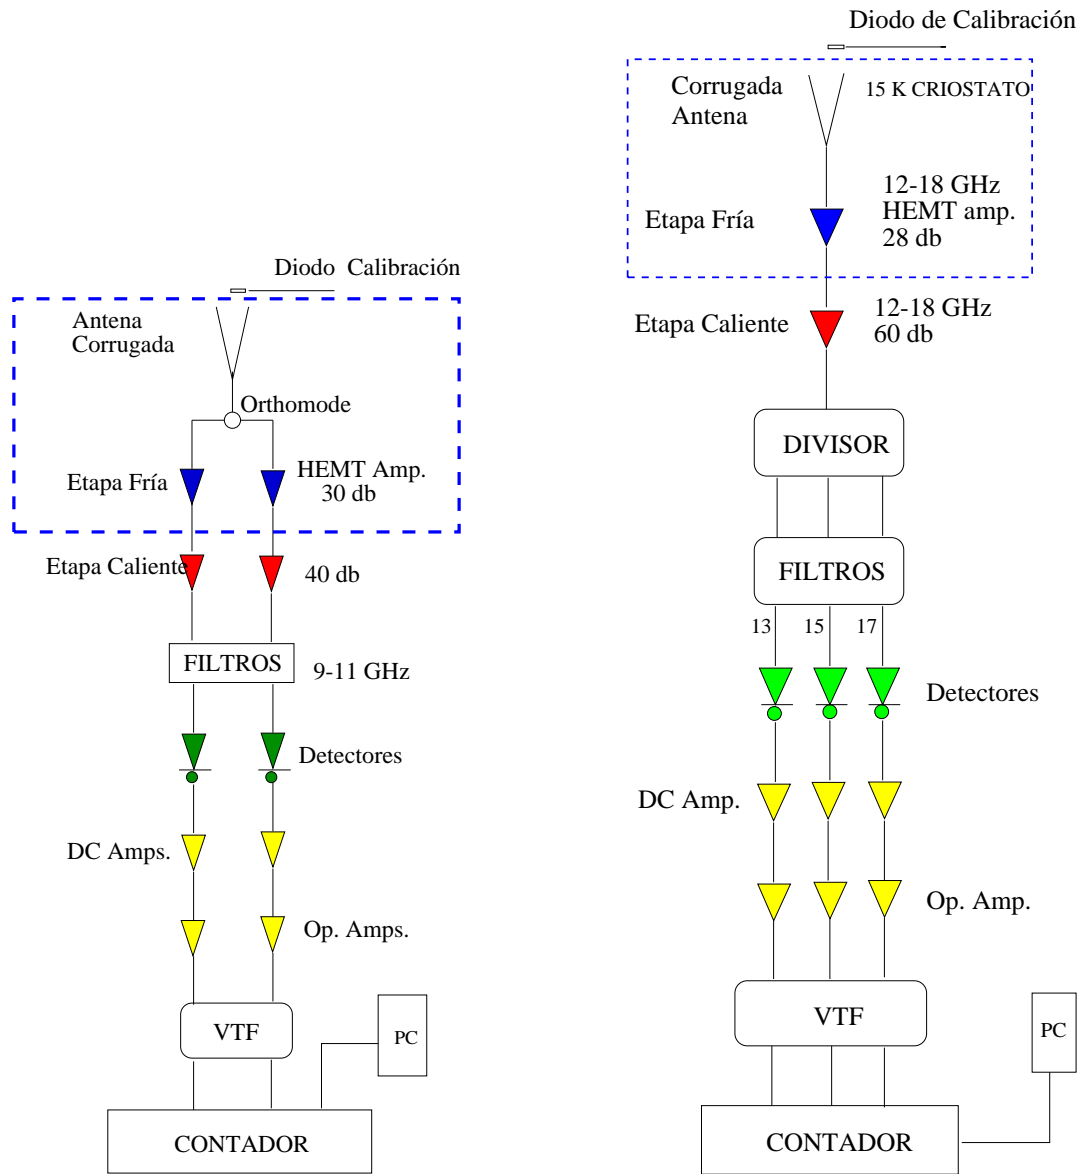 Diodo  Calibración
Antena
Corrugada
Orthomode
Etapa Fría
HEMT Amp.
30 db
Etapa Caliente
40 db
FILTROS
9-11 GHz
Detectores
DC Amps.
Op. Amps.
VTF
PC
CONTADOR
Diodo de Calibración
Corrugada
Antena
15 K CRIOSTATO
12-18 GHz
HEMT amp.
28 db
Etapa Fría
12-18 GHz
60 db
Etapa Caliente
DIVISOR
FILTROS
13 15 17
Detectores
DC Amp.
Op. Amp.
VTF
PC
CONTADOR